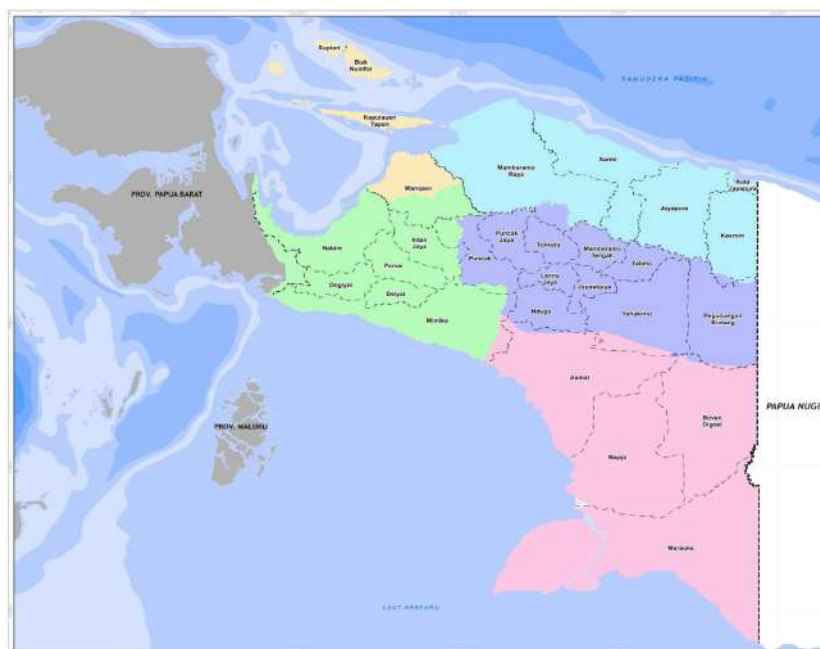 Supiori
Biak
Numfor
SAMUDERA PASIFIK
Kepulauan
Yapen
Mamberamo
Raya
Sarmi
Kota
Jayapura
PROV. PAPUA BARAT
Waropen
Jayapura
Keerom
Nabire
Intan
Jaya
Puncak
Jaya
Tolikara
Mamberamo
Tengah
Yalimo
Puncak
Paniai
Lanny
Jaya
Jayawijaya
Dogiyai
Deiyai
Mimika
Nduga
Yahukimo
Pegunungan
Bintang
Asmat
PAPUA NUGI
PROV. MALUKU
Boven
Digoel
Mappi
Merauke
LAUT ARAFURU